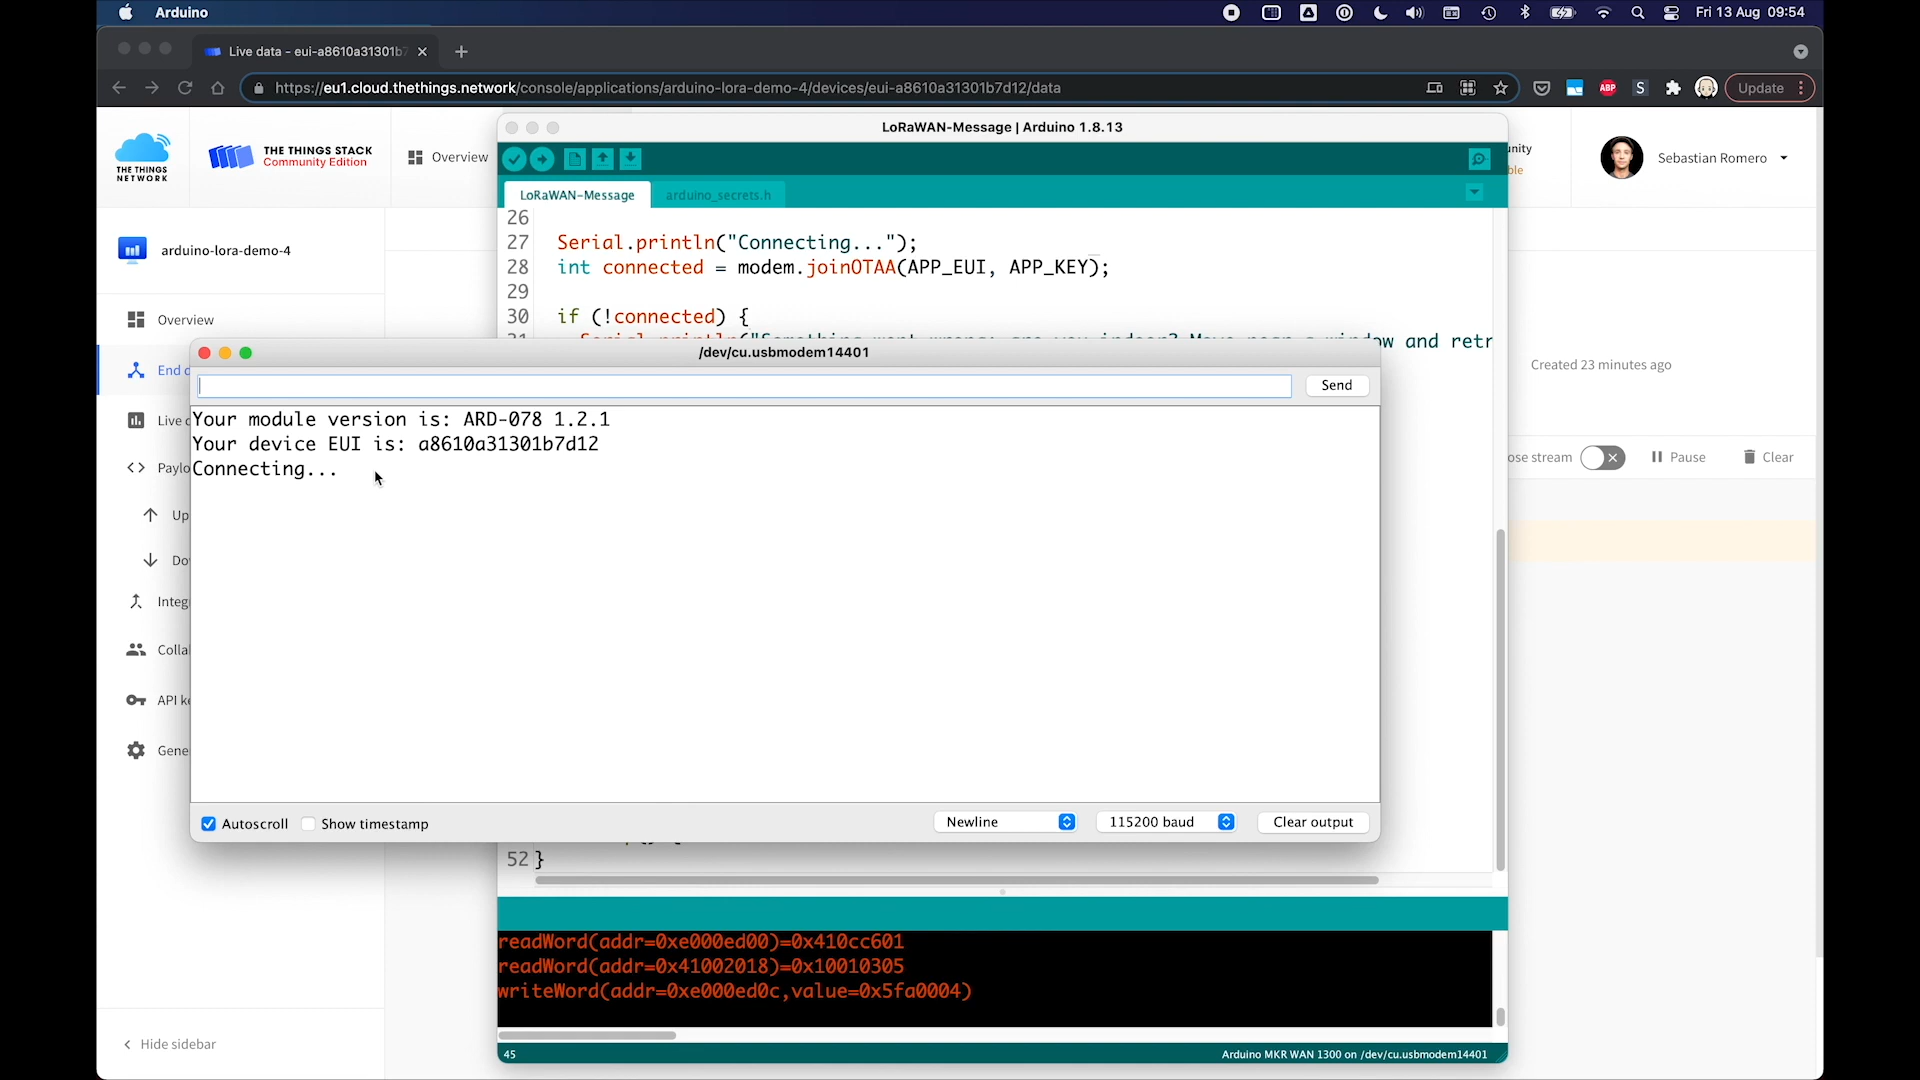 Arduino
Fri 13 Aug 09:54
Live data - eui-a8610a31301b7
https://eu1.cloud.thethings.network/console/applications/arduino-lora-demo-4/devices/eui-a8610a31301b7d12/data
ABP
S
Update
THE THINGS NETWORK
THE THINGS STACK
Community Edition
Overview
LoRaWAN-Message | Arduino 1.8.13
Sebastian Romero
LoRaWAN-Message
arduino_secrets.h
arduino-lora-demo-4
26
27 Serial.println("Connecting...");
28 int connected = modem.joinOTAA(APP_EUI, APP_KEY);
29
30 if (!connected) {
Overview
/dev/cu.usbmodem14401
Created 23 minutes ago
Send
Your module version is: ARD-078 1.2.1
Your device EUI is: a8610a31301b7d12
Connecting...
stream
Pause
Clear
Autoscroll
Show timestamp
Newline
115200 baud
Clear output
52 }
readWord(addr=0xe000ed00)=0x410cc601
readWord(addr=0x41002018)=0x10010305
writeWord(addr=0xe000ed0c,value=0x5fa0004)
Hide sidebar
45
Arduino MKR WAN 1300 on /dev/cu.usbmodem14401